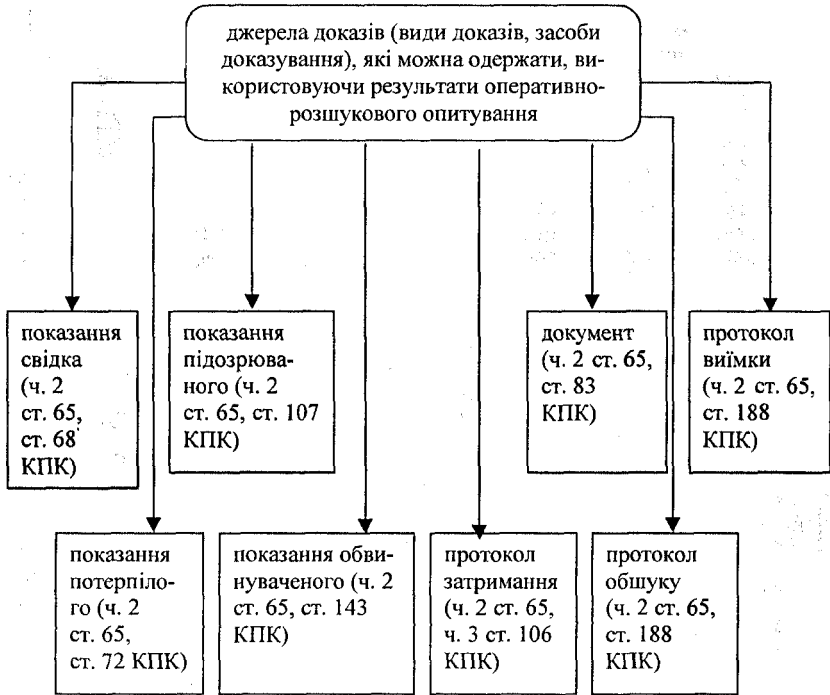 джерела доказів (види доказів, засоби
доказування), які можна одержати, ви-
користовуючи результати оперативно-
розшукового опитування
показання
свідка
(ч. 2
ст. 65,
ст. 68
КПК)
показання
підозрюва-
ного (ч. 2
ст. 65, ст. 107
КПК)
документ
(ч. 2 ст. 65,
ст. 83
КПК)
протокол
виїмки
(ч. 2 ст. 65,
ст. 188
КПК)
показання
потерпіло-
го (ч. 2
ст. 65,
ст. 72 КПК)
показання обви-
нуваченого (ч. 2
ст. 65, ст. 143
КПК)
протокол
затримання
(ч. 2 ст. 65,
ч. 3 ст. 106
КПК)
протокол
обшуку
(ч. 2 ст. 65,
ст. 188
КПК)